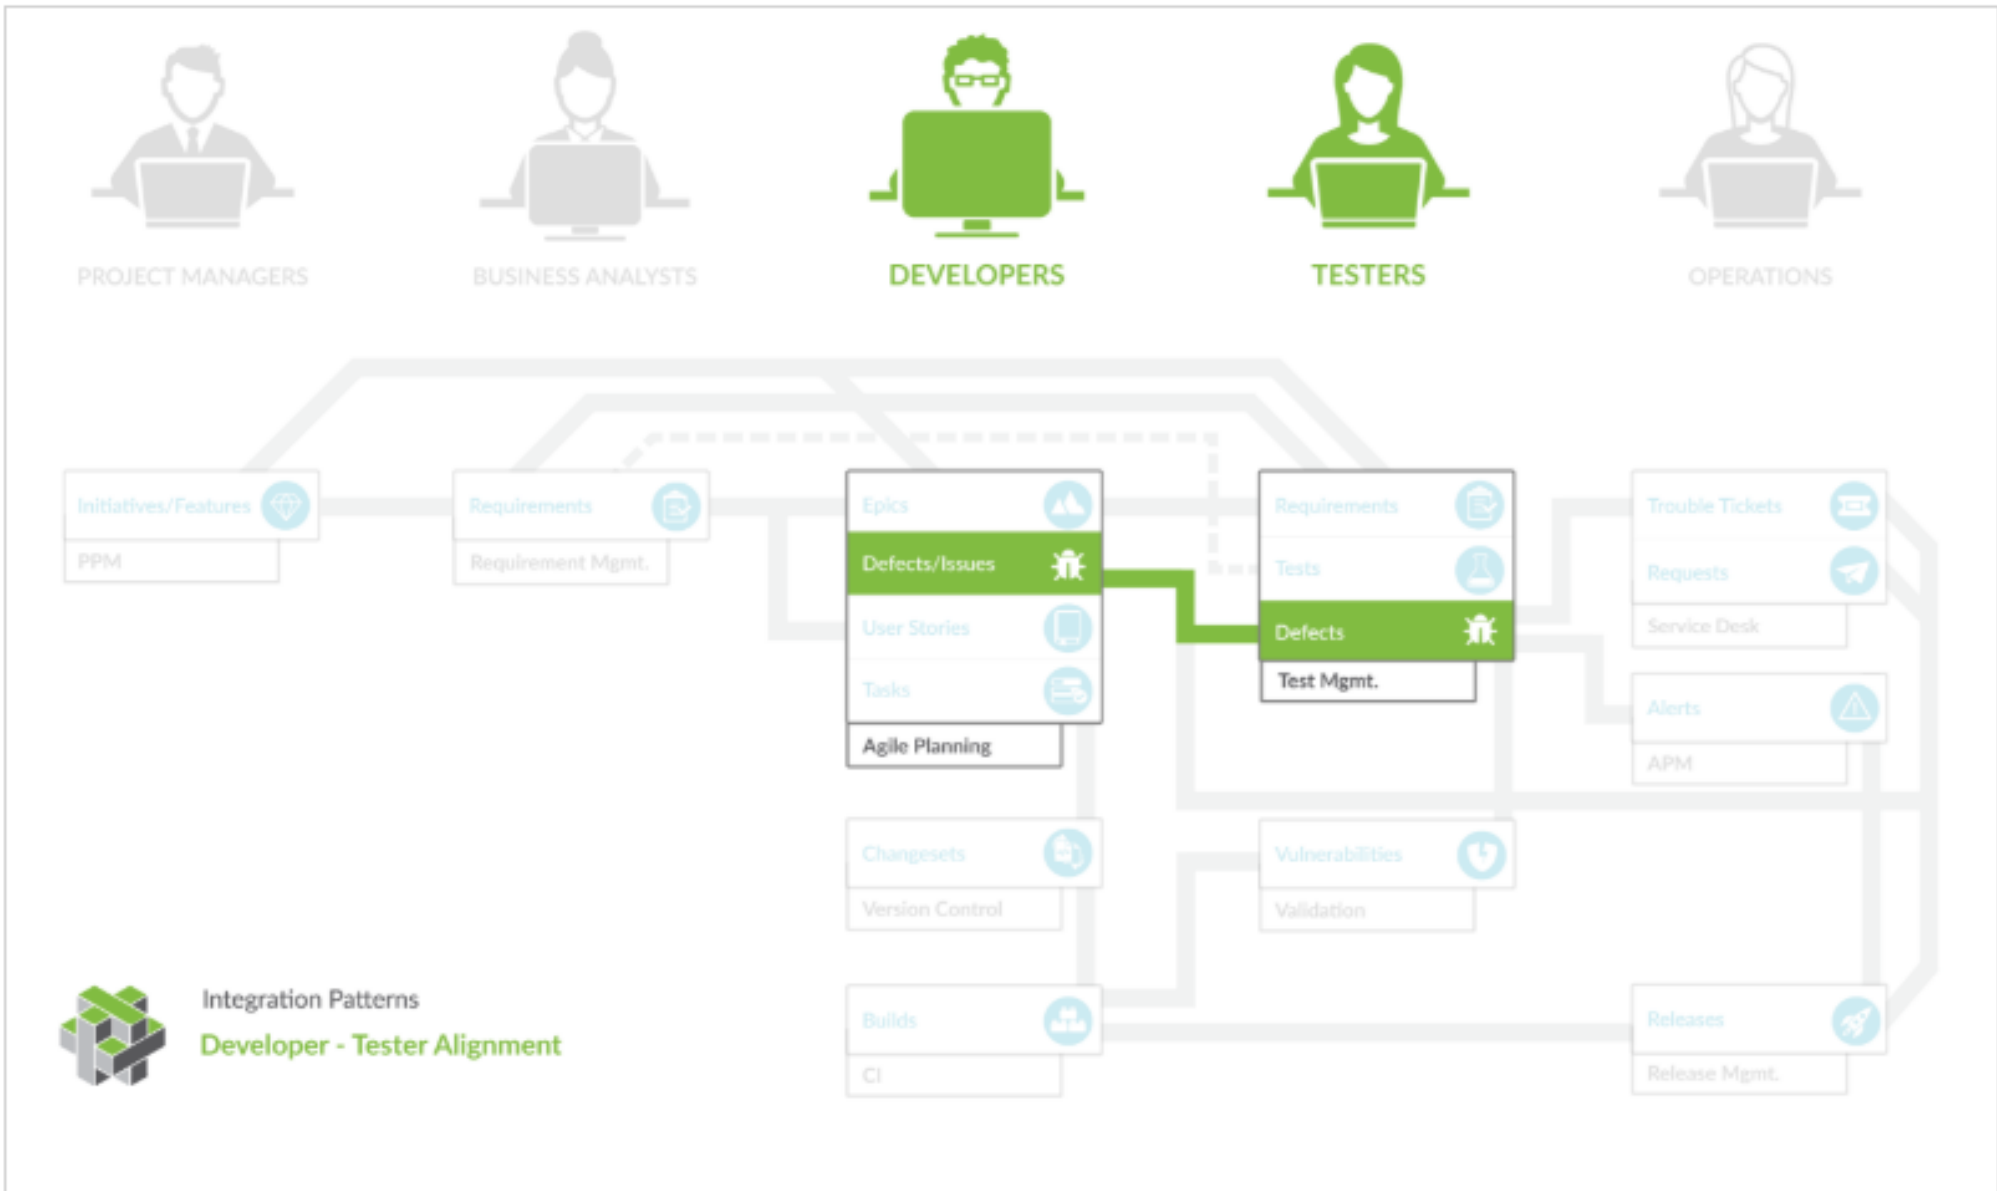 PROJECT MANAGERS
BUSINESS ANALYSTS
DEVELOPERS
TESTERS
OPERATIONS
Initiatives/Features
PPM
Requirements
Requirement Mgmt.
Epics
Defects/Issues
User Stories
Tasks
Agile Planning
Requirements
Tests
Defects
Test Mgmt.
Trouble Tickets
Requests
Service Desk
Alerts
APM
Changesets
Version Control
Vulnerabilities
Validation
Builds
CI
Releases
Release Mgmt.
Integration Patterns
Developer - Tester Alignment